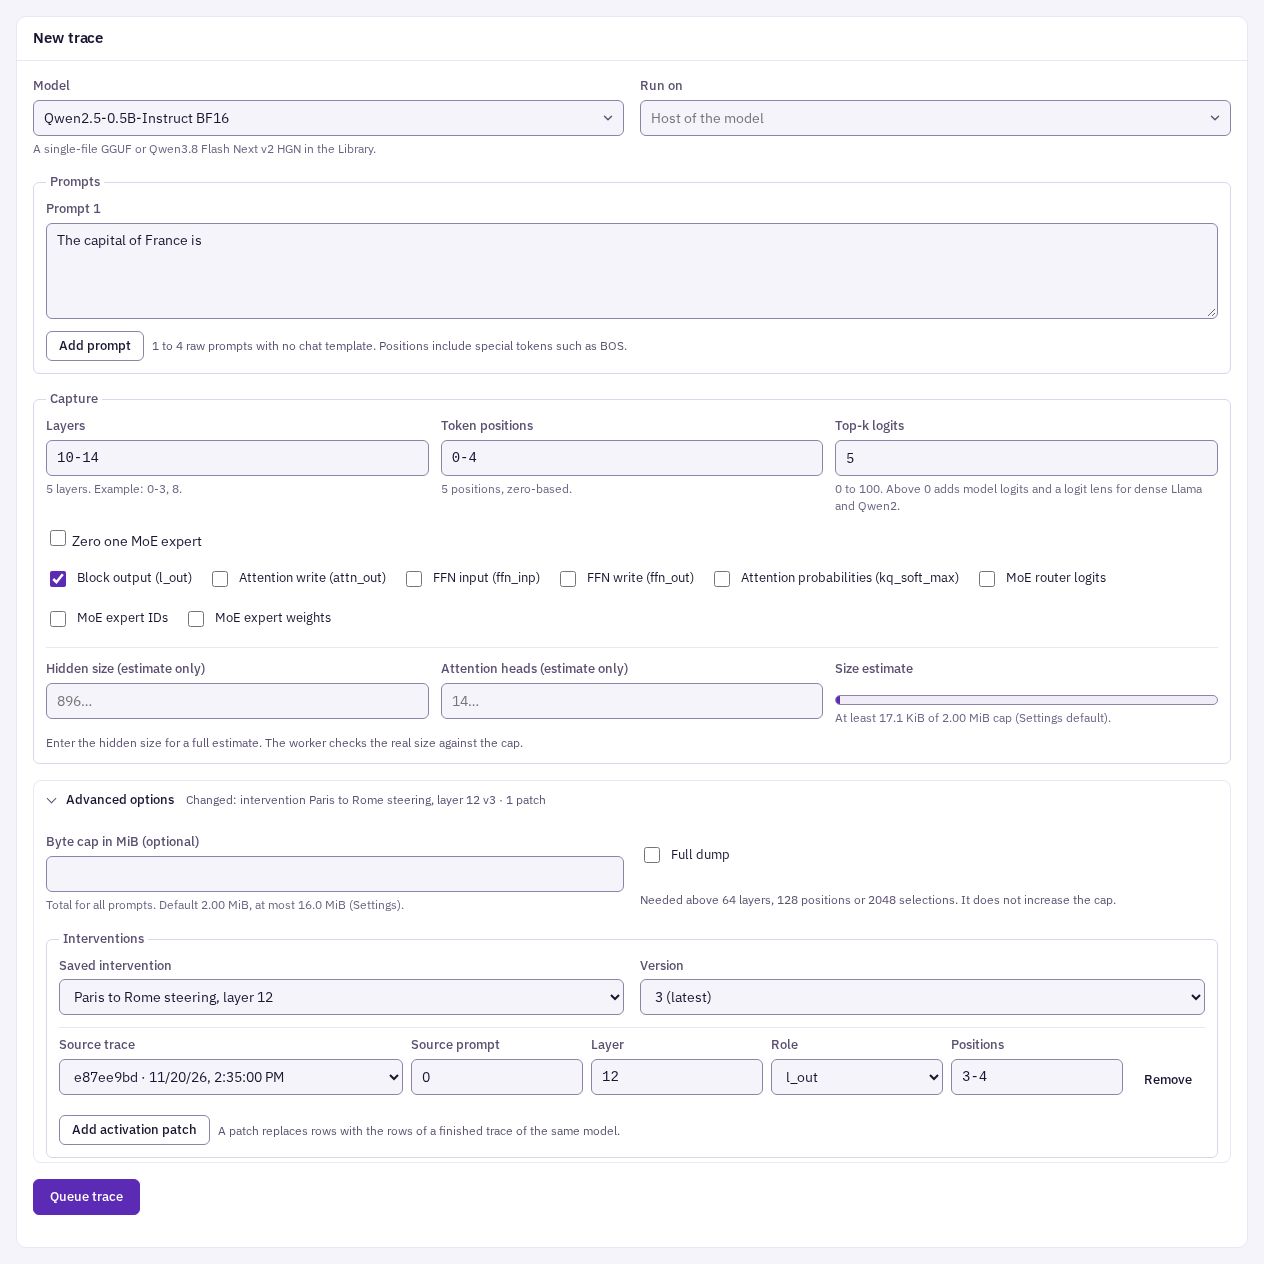 New trace
Model
Run on
Qwen2.5-0.5B-Instruct BF16
Host of the model
A single-file GGUF or Qwen3.8 Flash Next v2 HGN in the Library.
Prompts
Prompt 1
The capital of France is
Add prompt
1 to 4 raw prompts with no chat template. Positions include special tokens such as BOS.
Capture
Layers
Token positions
Top-k logits
10-14
0-4
5
5 layers. Example: 0-3, 8.
5 positions, zero-based.
0 to 100. Above 0 adds model logits and a logit lens for dense Llama
and Qwen2.
Zero one MoE expert
Block output (l_out)
Attention write (attn_out)
FFN input (ffn_inp)
FFN write (ffn_out)
Attention probabilities (kq_soft_max)
MoE router logits
MoE expert IDs
MoE expert weights
Hidden size (estimate only)
Attention heads (estimate only)
Size estimate
896...
14...
At least 17.1 KiB of 2.00 MiB cap (Settings default).
Enter the hidden size for a full estimate. The worker checks the real size against the cap.
Advanced options
Changed: intervention Paris to Rome steering, layer 12 v3 · 1 patch
Byte cap in MiB (optional)
Full dump
Total for all prompts. Default 2.00 MiB, at most 16.0 MiB (Settings).
Needed above 64 layers, 128 positions or 2048 selections. It does not increase the cap.
Interventions
Saved intervention
Version
Paris to Rome steering, layer 12
3 (latest)
Source trace
Source prompt
Layer
Role
Positions
e87ee9bd · 11/20/26, 2:35:00 PM
0
12
l_out
3-4
Remove
Add activation patch
A patch replaces rows with the rows of a finished trace of the same model.
Queue trace